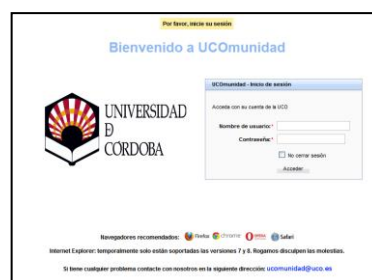 Por favor, inicie su sesión
Bienvenido a UCOmunidad
UNIVERSIDAD
Ð
CORDOBA
UCOmunidad - Inicio de sesión
Acceda con su cuenta de la UCO
Nombre de usuario:*
Contraseña:*
No cerrar sesión
Acceder
Navegadores recomendados: Firefox chrome Opera Safari
Internet Explorer: temporalmente solo están soportadas las versiones 7 y 8. Rogamos disculpen las molestias.
Si tiene cualquier problema contacte con nosotros en la siguiente dirección: ucomunidad@uco.es